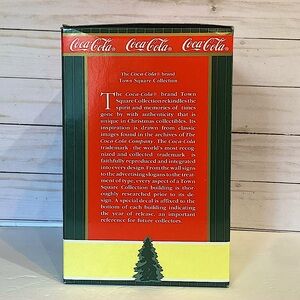 Coca-Cola® Coca-Cola® Coca-Cola®
The Coca-Cola® brand
Town Square Collection
The Coca-Cola® brand Town
Square Collection rekindles the
spirit and memories of times
gone by with authenticity that is
unique in Christmas collectibles. Its
inspiration is drawn from classic
images found in the archives of The
Coca-Cola Company. The Coca-Cola
trademark - the world's most recog-
nized and collected trademark - is
faithfully reproduced and integrated
into every design. From the wall signs
to the advertising slogans to the treat-
ment of type, every aspect of a Town
Square Collection building is thor-
oughly researched prior to its de-
sign. A special decal is affixed to the
bottom of each building indicating
the year of release, an important
reference for future collectors.